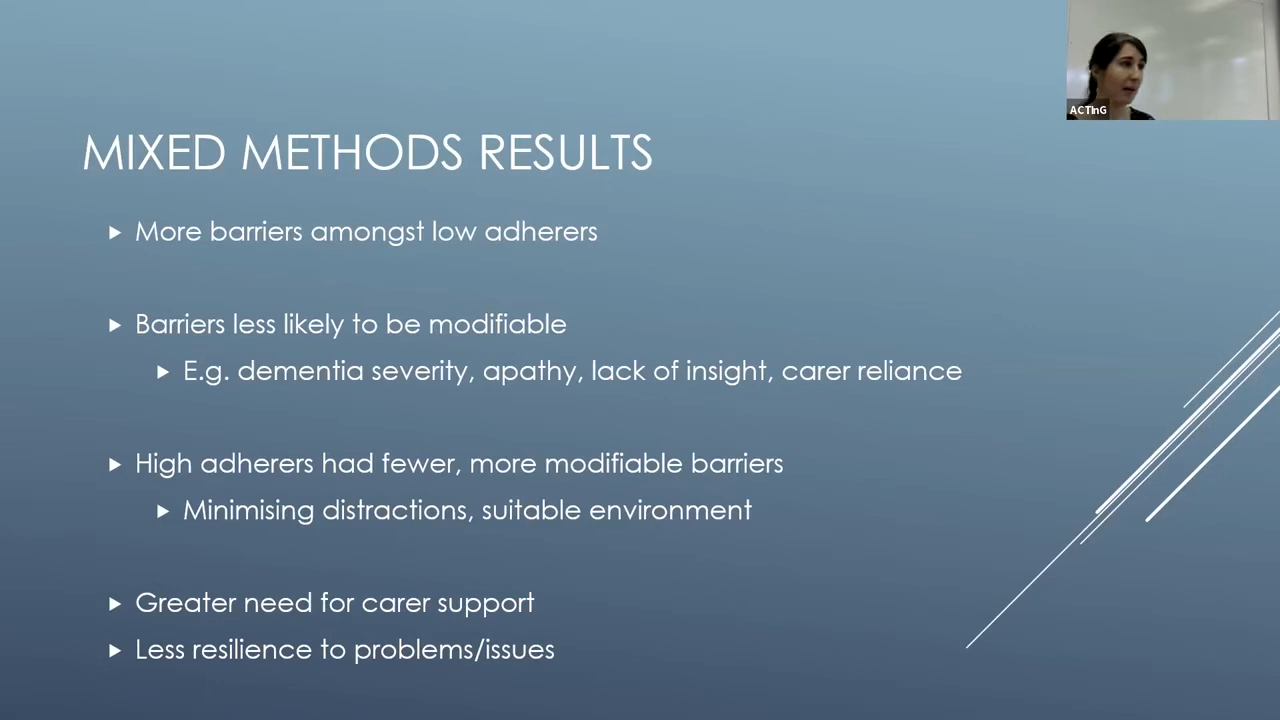 ACTInG
MIXED METHODS RESULTS
More barriers amongst low adherers
Barriers less likely to be modifiable
E.g. dementia severity, apathy, lack of insight, carer reliance
High adherers had fewer, more modifiable barriers
Minimising distractions, suitable environment
Greater need for carer support
Less resilience to problems/issues